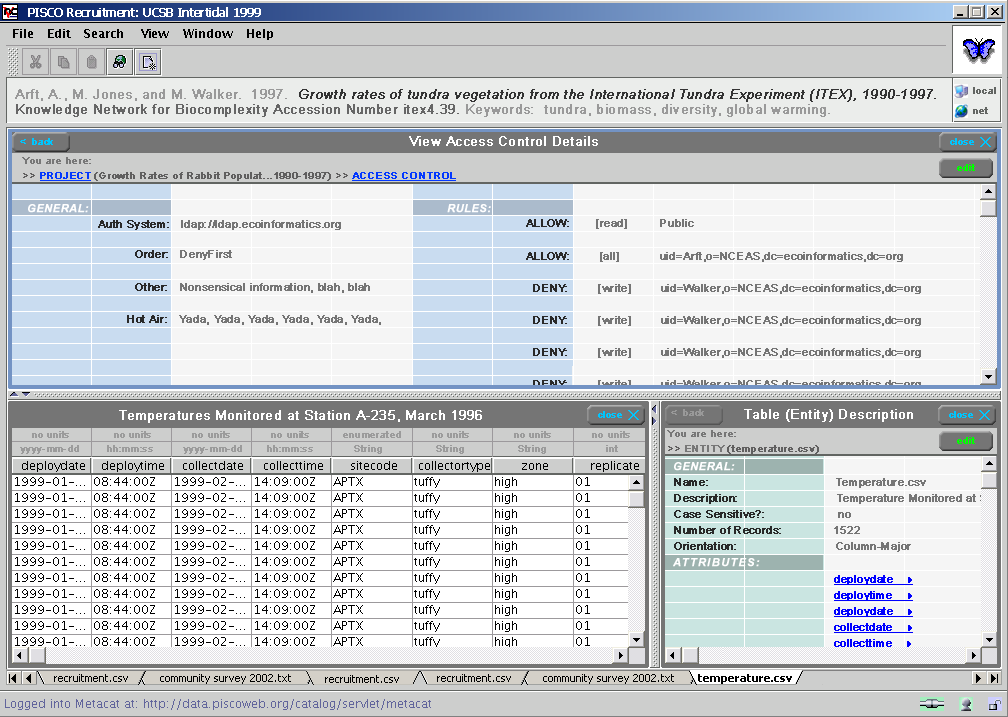 PISCO Recruitment: UCSB Intertidal 1999
File Edit Search View Window Help
Arft, A., M. Jones, and M. Walker. 1997. Growth rates of tundra vegetation from the International Tundra Experiment (ITEX), 1990-1997.
Knowledge Network for Biocomplexity Accession Number itex4.39. Keywords: tundra, biomass, diversity, global warming.
local
net
< back View Access Control Details close
You are here:
>> PROJECT (Growth Rates of Rabbit Populat...1990-1997) >> ACCESS CONTROL
edit
GENERAL: RULES:
Auth System: ldap://ldap.ecoinformatics.org ALLOW: [read] Public
Order: DenyFirst ALLOW: [all] uid=Arft,o=NCEAS,dc=ecoinformatics,dc=org
Other: Nonsensical information, blah, blah DENY: [write] uid=Walker,o=NCEAS,dc=ecoinformatics,dc=org
Hot Air: Yada, Yada, Yada, Yada, Yada, Yada, DENY: [write] uid=Walker,o=NCEAS,dc=ecoinformatics,dc=org
DENY: [write] uid=Walker,o=NCEAS,dc=ecoinformatics,dc=org
DENY: [write] uid=Walker,o=NCEAS,dc=ecoinformatics,dc=org
Temperatures Monitored at Station A-235, March 1996 close
no units no units no units no units enumerated no units no units no units
yyyy-mm-dd hh:mm:ss yyyy-mm-dd hh:mm:ss String String String int
deploydate deploytime collectdate collecttime sitecode collectortype zone replicate
1999-01-... 08:44:00Z 1999-02-... 14:09:00Z APTX tuffy high 01
1999-01-... 08:44:00Z 1999-02-... 14:09:00Z APTX tuffy high 01
1999-01-... 08:44:00Z 1999-02-... 14:09:00Z APTX tuffy high 01
1999-01-... 08:44:00Z 1999-02-... 14:09:00Z APTX tuffy high 01
1999-01-... 08:44:00Z 1999-02-... 14:09:00Z APTX tuffy high 01
1999-01-... 08:44:00Z 1999-02-... 14:09:00Z APTX tuffy high 01
1999-01-... 08:44:00Z 1999-02-... 14:09:00Z APTX tuffy high 01
1999-01-... 08:44:00Z 1999-02-... 14:09:00Z APTX tuffy high 01
1999-01-... 08:44:00Z 1999-02-... 14:09:00Z APTX tuffy high 01
1999-01-... 08:44:00Z 1999-02-... 14:09:00Z APTX tuffy high 01
1999-01-... 08:44:00Z 1999-02-... 14:09:00Z APTX tuffy high 01
< back Table (Entity) Description close
You are here:
>> ENTITY (temperature.csv)
edit
GENERAL:
Name: Temperature.csv
Description: Temperature Monitored at
Case Sensitive?: no
Number of Records: 1522
Orientation: Column-Major
ATTRIBUTES:
deploydate
deploytime
deploydate
collectdate
collecttime
recruitment.csv community survey 2002.txt recruitment.csv recruitment.csv community survey 2002.txt temperature.csv
Logged into Metacat at: http://data.piscoweb.org/catalog/servlet/metacat